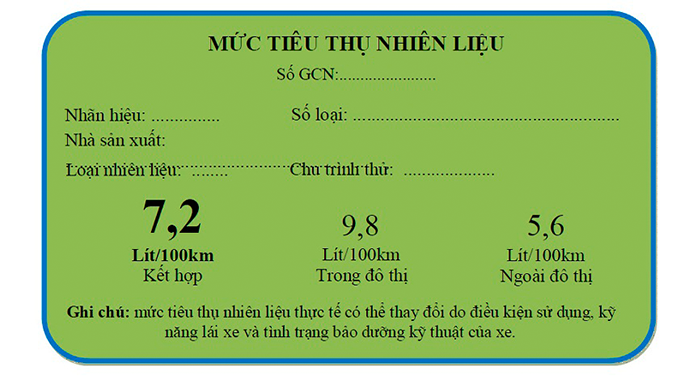 MỨC TIÊU THỤ NHIÊN LIỆU
Số GCN:.......................
Nhãn hiệu: ............... Số loại: ...........................................................
Nhà sản xuất:
...........................................................
Loại nhiên liệu: ........ Chu trình thử: .....................
7,2 9,8 5,6
Lít/100km Lít/100km Lít/100km
Kết hợp Trong đô thị Ngoài đô thị
Ghi chú: mức tiêu thụ nhiên liệu thực tế có thể thay đổi do điều kiện sử dụng, kỹ
năng lái xe và tình trạng bảo dưỡng kỹ thuật của xe.